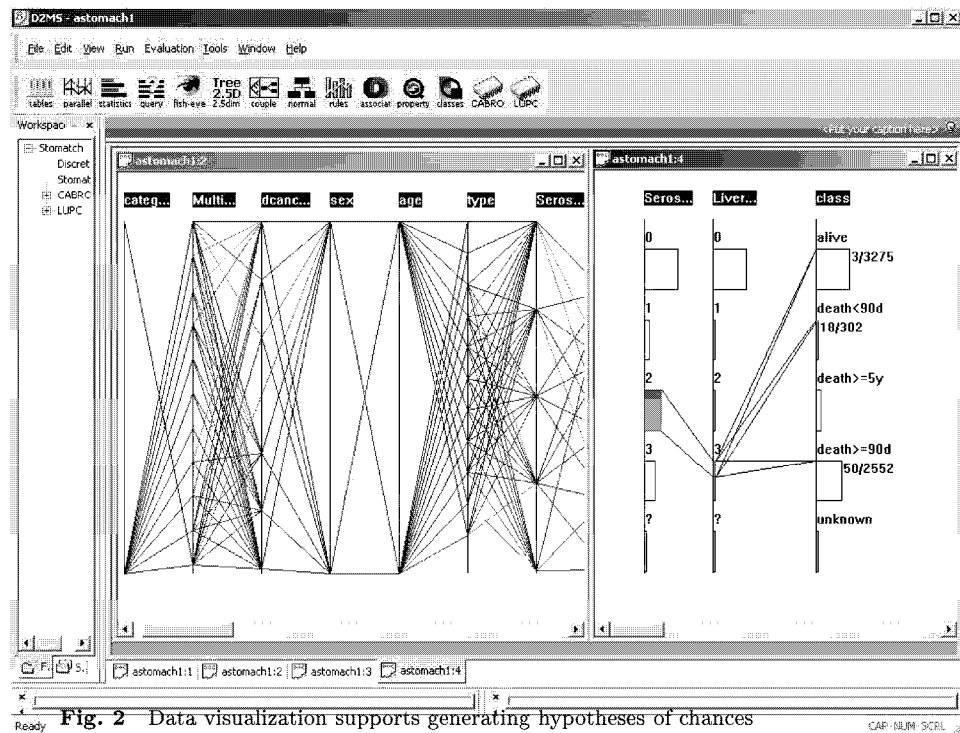 D2MS - astomach1
File Edit View Run Evaluation Tools Window Help
tables parallel statistics query fish-eye Tree 2.5D 2.5dim couple normal rules associat property classes CABRO LUPC
Workspac
<Put your caption here>
Stomatch
Discret
Stomat
CABRC
LUPC
astomach1:2
categ... Multi... dcanc... sex age type Seros...
astomach1:4
Seros... Liver... class
0 0 alive
3/3275
1 1 death<90d
18/302
2 2 death>=5y
3 3 death>=90d
50/2552
? ? unknown
F.. S..
astomach1:1 astomach1:2 astomach1:3 astomach1:4
Fig. 2 Data visualization supports generating hypotheses of chances
Ready CAP NUM SCRL